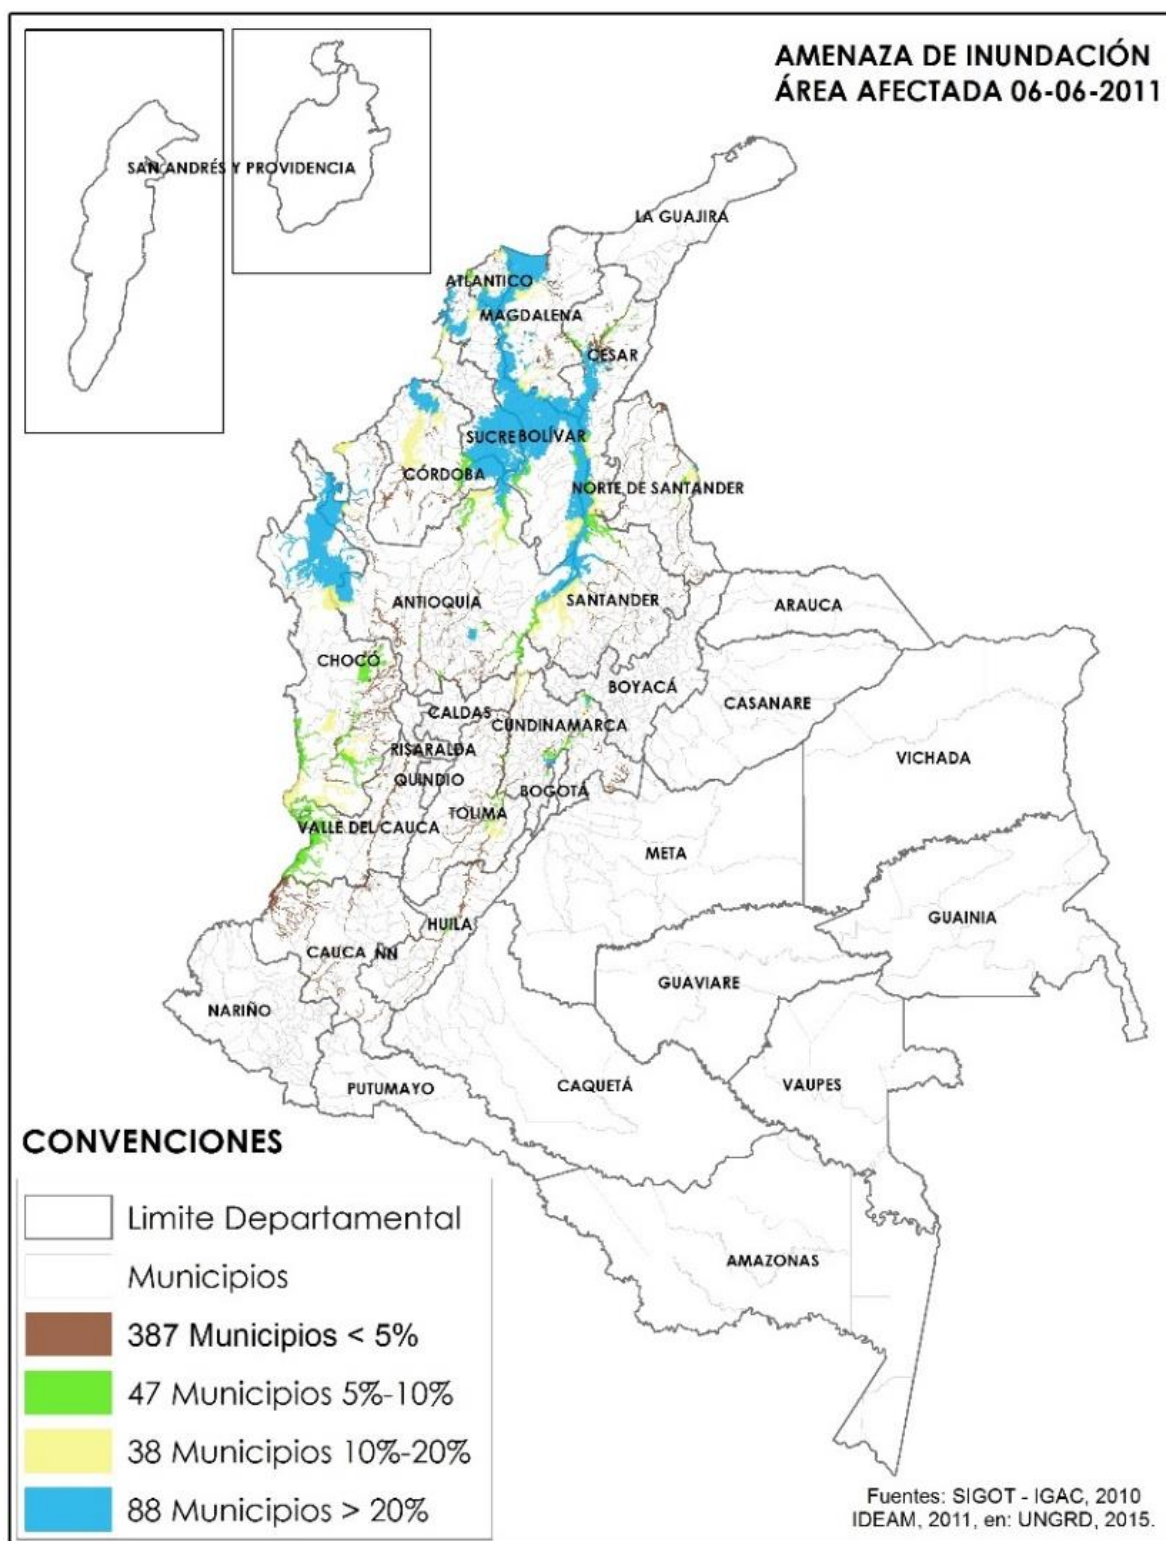 AMENAZA DE INUNDACIÓN
ÁREA AFECTADA 06-06-2011
SAN ANDRÉS Y PROVIDENCIA
LA GUAJIRA
ATLANTICO
MAGDALENA
CESAR
SUCRE
BOLÍVAR
CÓRDOBA
NORTE DE SANTANDER
ANTIOQUÍA
SANTANDER
ARAUCA
CHOCÓ
BOYACÁ
CASANARE
CALDAS
CUNDINAMARCA
VICHADA
RISARALDA
QUINDIO
BOGOTÁ
TOLIMA
VALLE DEL CAUCA
META
GUAINIA
HUILA
CAUCA
ÑN
GUAVIARE
NARIÑO
PUTUMAYO
CAQUETÁ
VAUPES
AMAZONAS
CONVENCIONES
Limite Departamental
Municipios
387 Municipios < 5%
47 Municipios 5%-10%
38 Municipios 10%-20%
88 Municipios > 20%
Fuentes: SIGOT - IGAC, 2010
IDEAM, 2011, en: UNGRD, 2015.